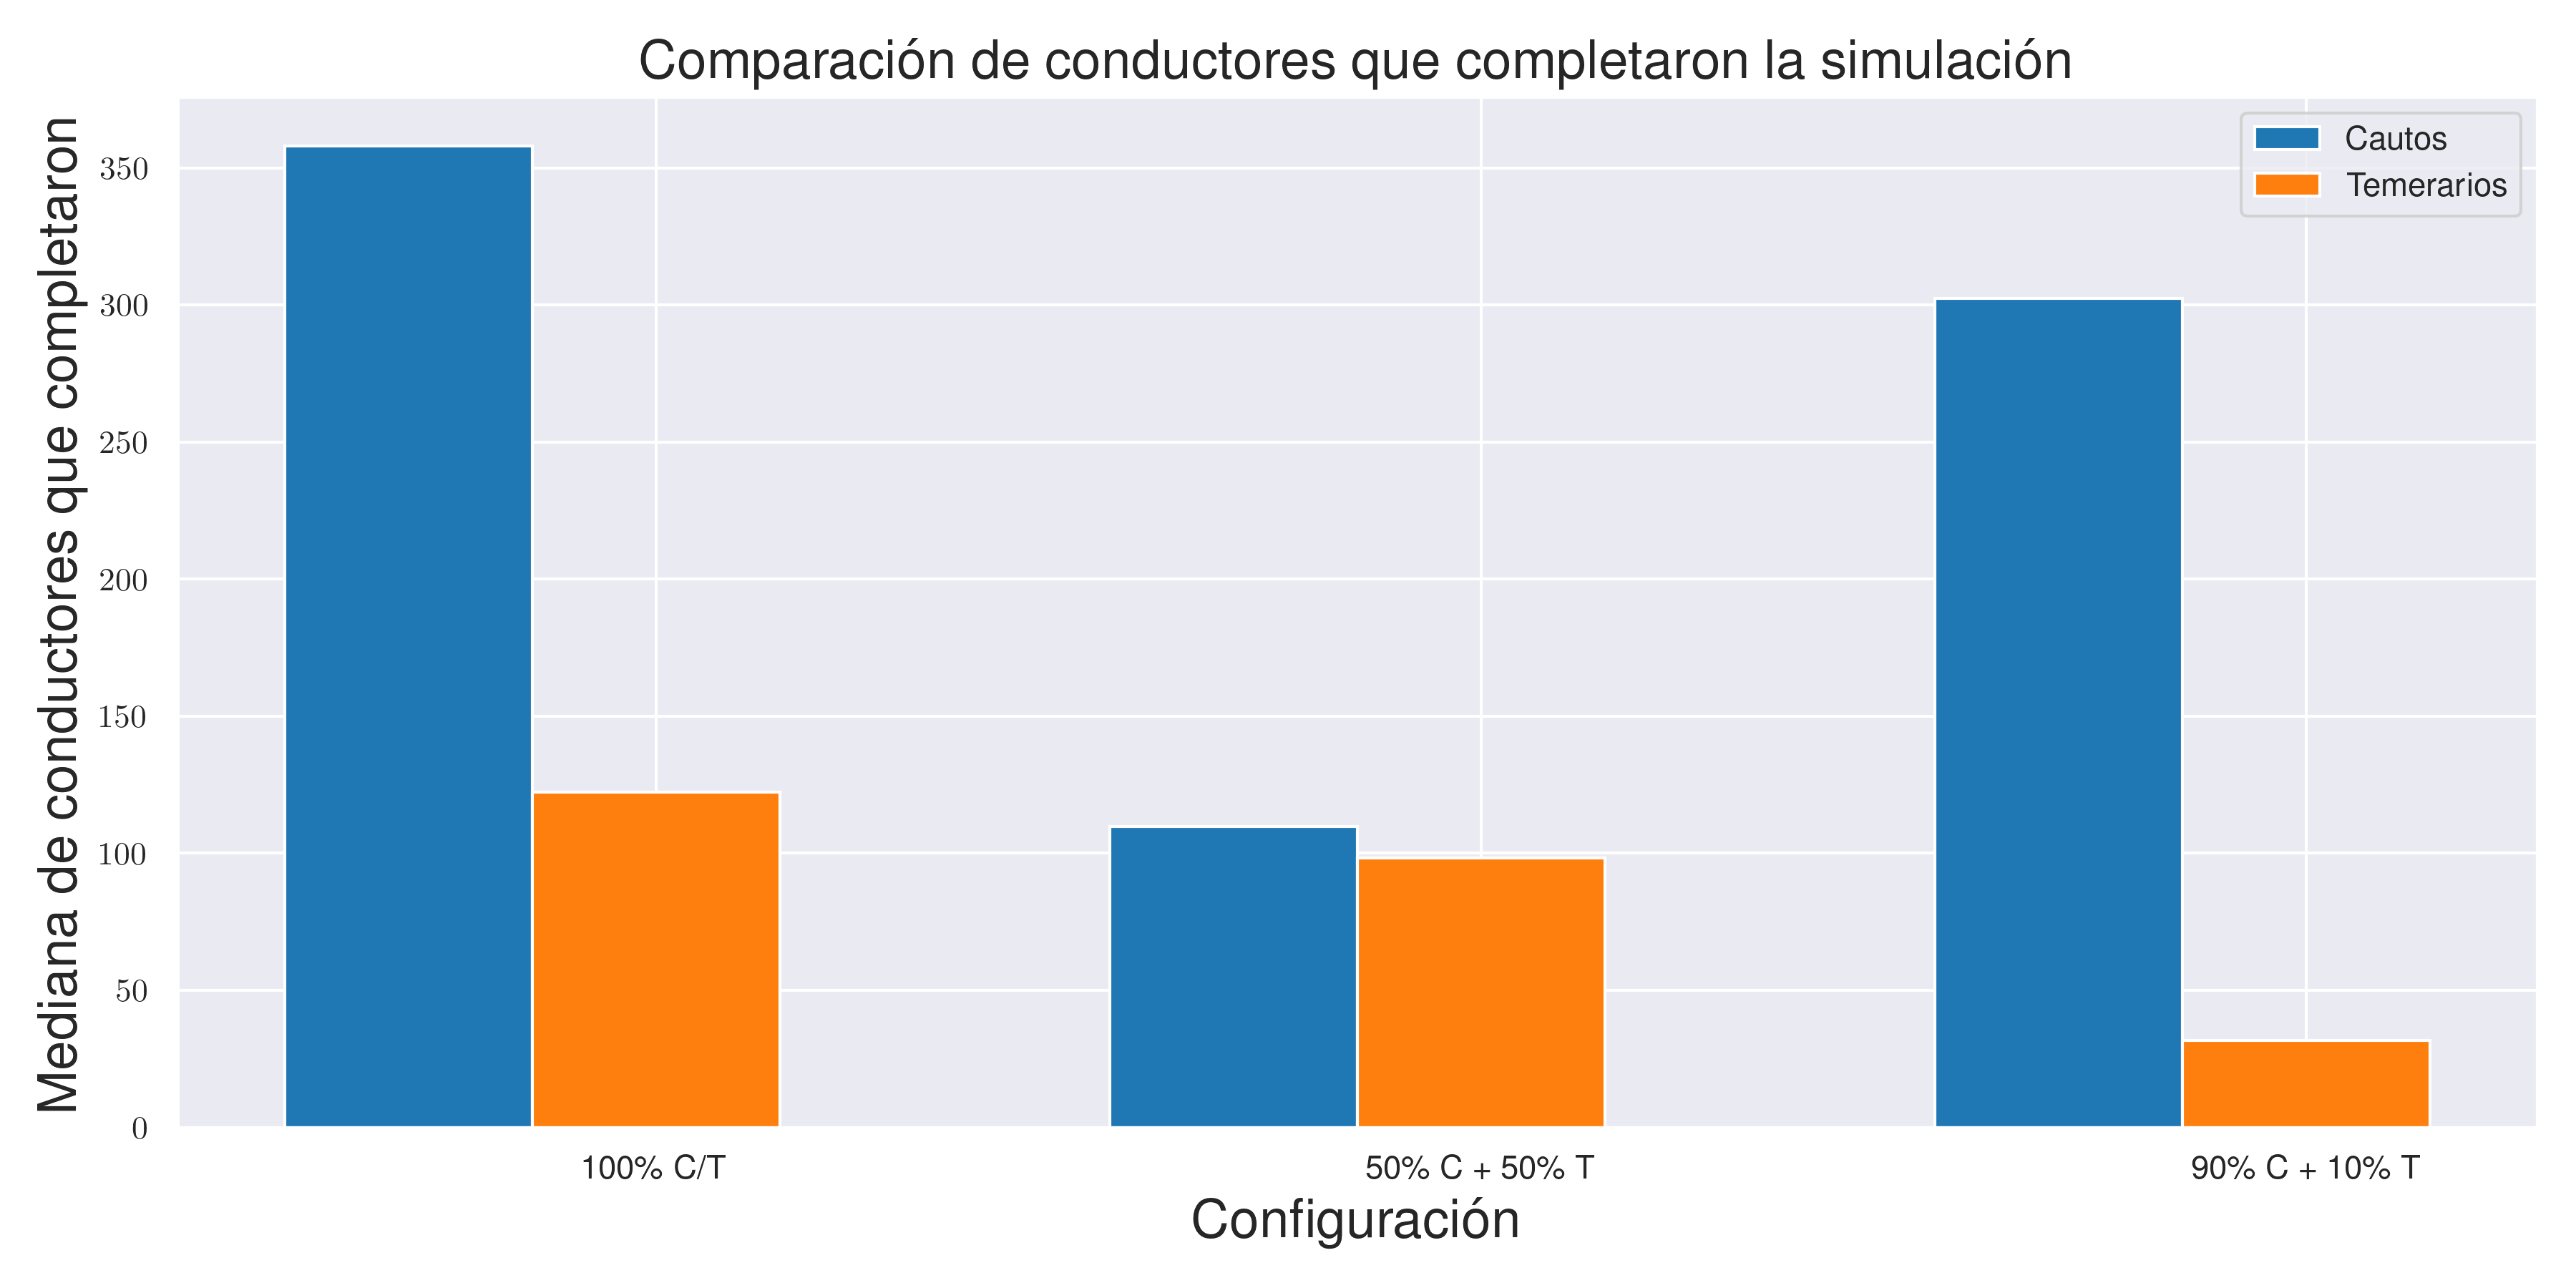 Comparación de conductores que completaron la simulación
Mediana de conductores que completaron
350
300
250
200
150
100
50
0
Cautos
Temerarios
100% C/T
50% C + 50% T
90% C + 10% T
Configuración